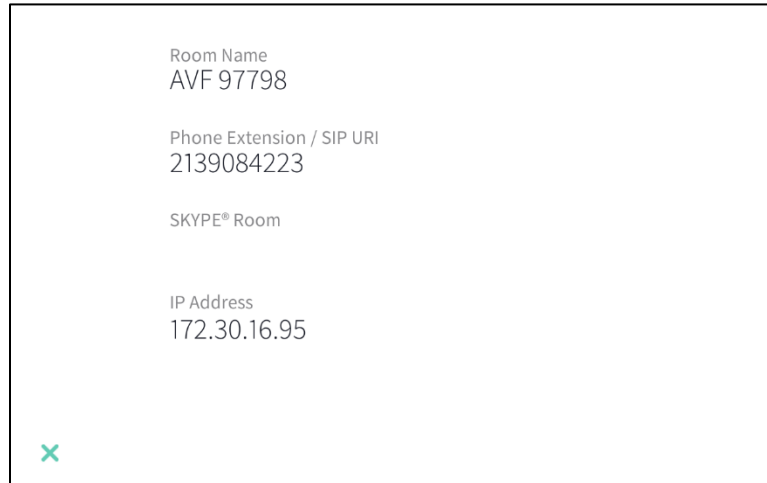 Room Name
AVF 97798
Phone Extension / SIP URI
2139084223
SKYPE® Room
IP Address
172.30.16.95